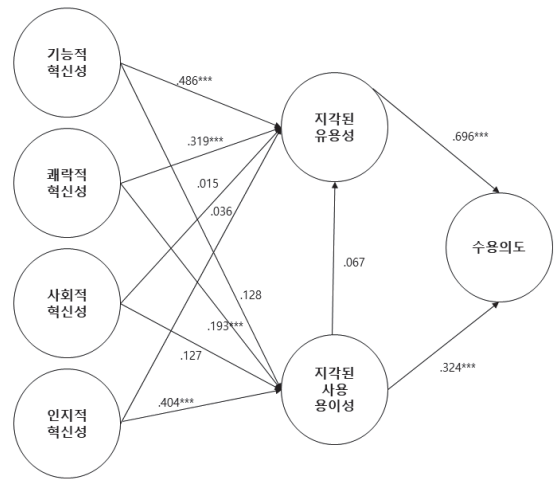 기능적
혁신성
.486***
지각된
유용성
.696***
.319***
쾌락적
혁신성
.015
.036
수용의도
.067
사회적
혁신성
.128
.193***
.127
지각된
사용
용이성
.324***
인지적
혁신성
.404***